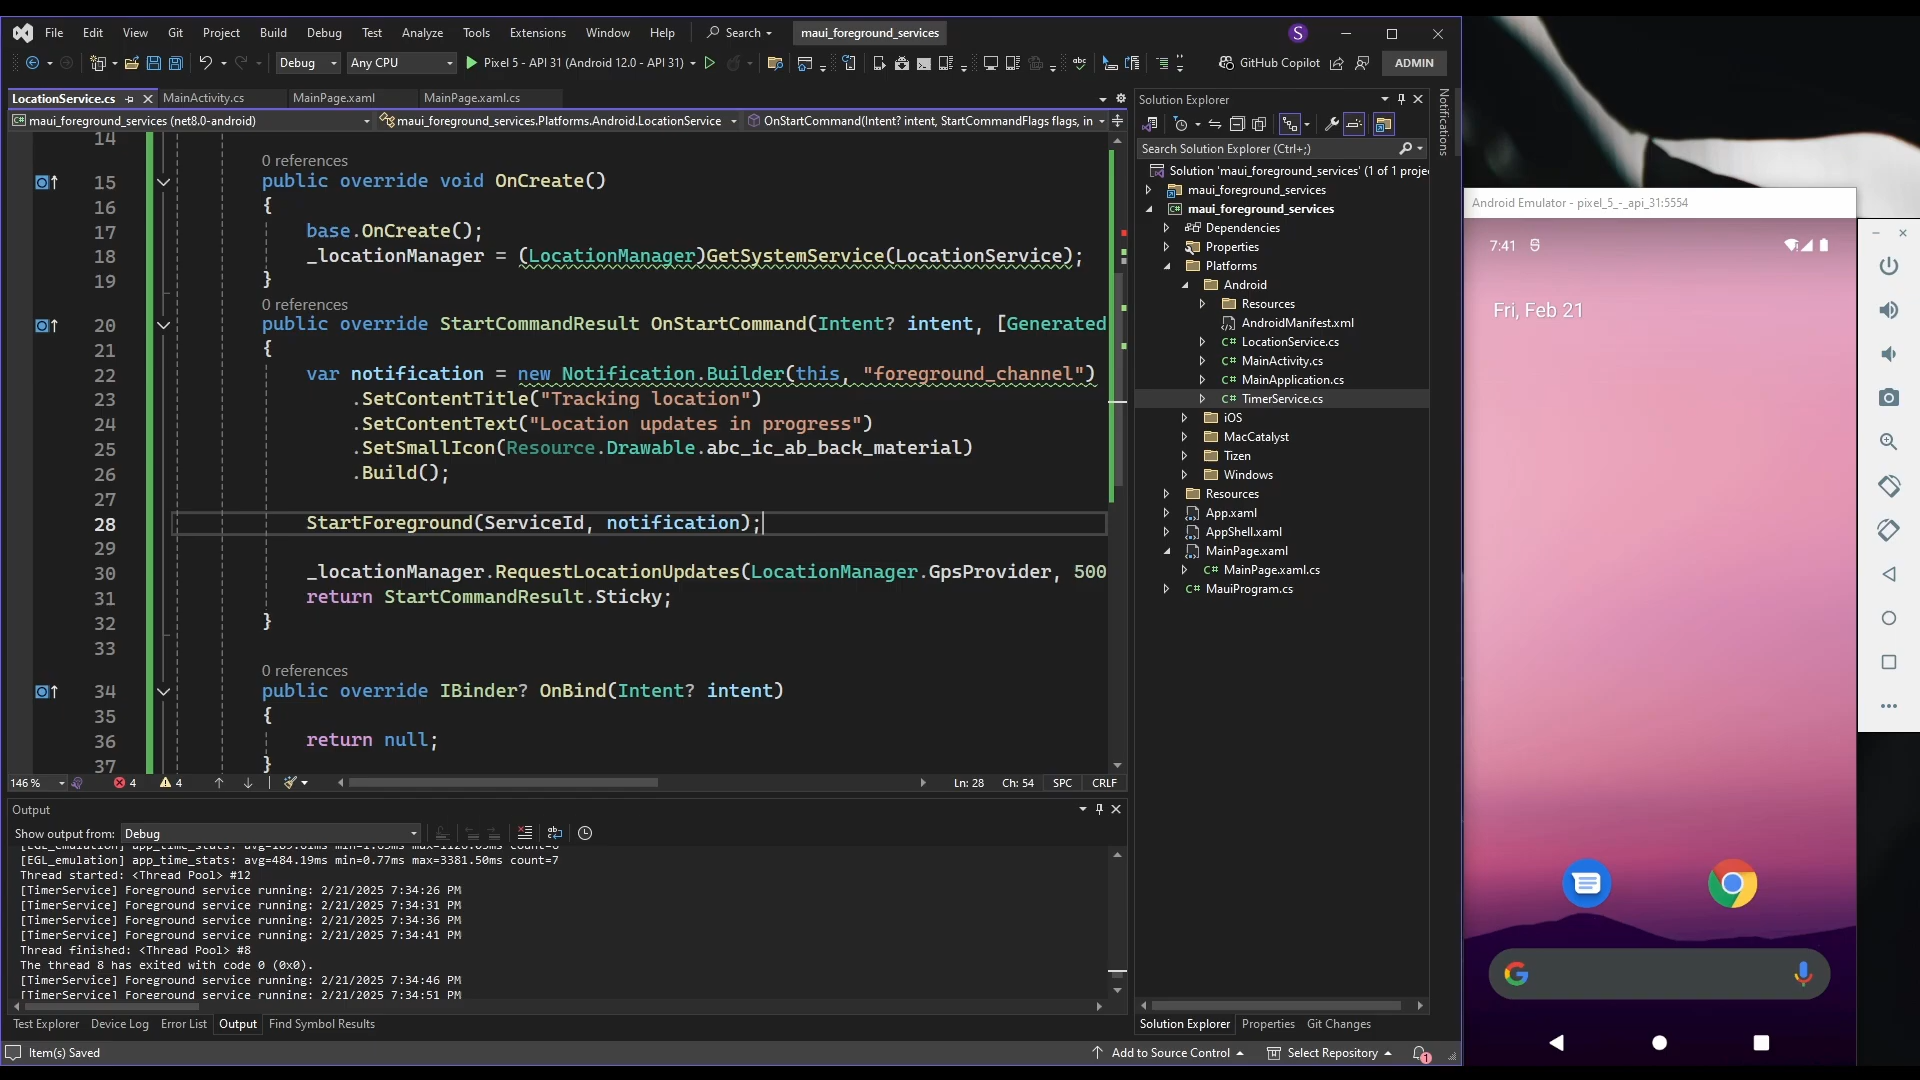 File Edit View Git Project Build Debug Test Analyze Tools Extensions Window Help Search maui_foreground_services S
Debug Any CPU Pixel 5 - API 31 (Android 12.0 - API 31) GitHub Copilot ADMIN
LocationService.cs MainActivity.cs MainPage.xaml MainPage.xaml.cs
maui_foreground_services (net8.0-android) maui_foreground_services.Platforms.Android.LocationService OnStartCommand(Intent? intent, StartCommandFlags flags, in
14
0 references
15 public override void OnCreate()
16 {
17 base.OnCreate();
18 _locationManager = (LocationManager)GetSystemService(LocationService);
19 }
0 references
20 public override StartCommandResult OnStartCommand(Intent? intent, [Generated
21 {
22 var notification = new Notification.Builder(this, "foreground_channel")
23 .SetContentTitle("Tracking location")
24 .SetContentText("Location updates in progress")
25 .SetSmallIcon(Resource.Drawable.abc_ic_ab_back_material)
26 .Build();
27
28 StartForeground(ServiceId, notification);
29
30 _locationManager.RequestLocationUpdates(LocationManager.GpsProvider, 500
31 return StartCommandResult.Sticky;
32 }
33
0 references
34 public override IBinder? OnBind(Intent? intent)
35 {
36 return null;
37 }
146 % 4 4 Ln: 28 Ch: 54 SPC CRLF
Output
Show output from: Debug
[EGL_emulation] app_time_stats: avg=484.19ms min=0.77ms max=3381.50ms count=7
Thread started: <Thread Pool> #12
[TimerService] Foreground service running: 2/21/2025 7:34:26 PM
[TimerService] Foreground service running: 2/21/2025 7:34:31 PM
[TimerService] Foreground service running: 2/21/2025 7:34:36 PM
[TimerService] Foreground service running: 2/21/2025 7:34:41 PM
Thread finished: <Thread Pool> #8
The thread 8 has exited with code 0 (0x0).
[TimerService] Foreground service running: 2/21/2025 7:34:46 PM
[TimerService] Foreground service running: 2/21/2025 7:34:51 PM
Test Explorer Debug Log Error List Output Find Symbol Results
Item(s) Saved
Add to Source Control Select Repository 1
Solution Explorer
Search Solution Explorer (Ctrl+;)
Solution 'maui_foreground_services' (1 of 1 proje
maui_foreground_services
maui_foreground_services
Dependencies
Properties
Platforms
Android
Resources
AndroidManifest.xml
C# LocationService.cs
C# MainActivity.cs
C# MainApplication.cs
C# TimerService.cs
iOS
MacCatalyst
Tizen
Windows
Resources
App.xaml
AppShell.xaml
MainPage.xaml
C# MainPage.xaml.cs
C# MauiProgram.cs
Solution Explorer Properties Git Changes
Notifications
Android Emulator - pixel_5_-_api_31:5554
7:41
Fri, Feb 21